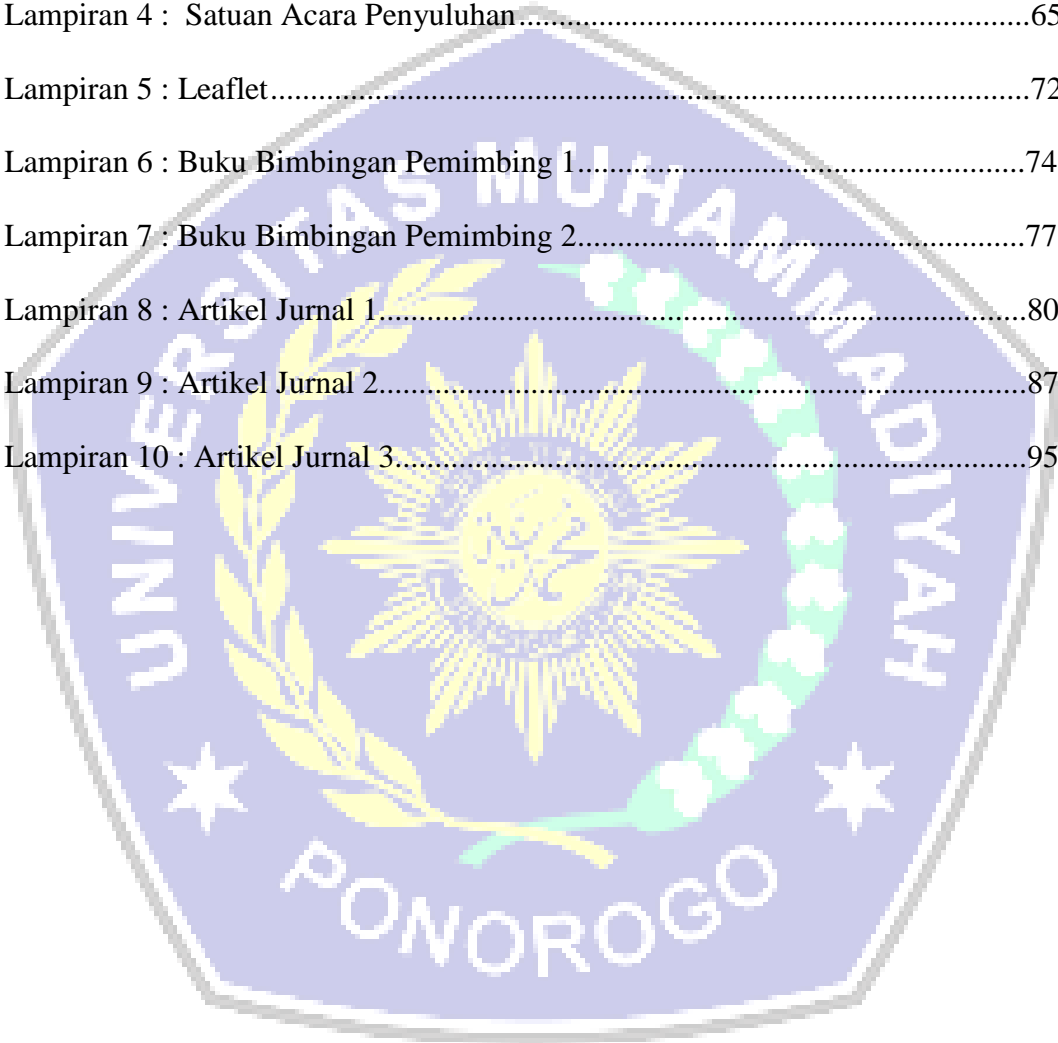 Lampiran 4 :  Satuan Acara Penyuluhan...............................................................65
Lampiran 5 : Leaflet.........................................................................................72
Lampiran 6 : Buku Bimbingan Pemimbing 1.....................................................74
Lampiran 7 : Buku Bimbingan Pemimbing 2.....................................................77
Lampiran 8 : Artikel Jurnal 1............................................................................80
Lampiran 9 : Artikel Jurnal 2............................................................................87
Lampiran 10 : Artikel Jurnal 3..........................................................................95
UNIVERSITAS MUHAMMADIYAH
PONOROGO